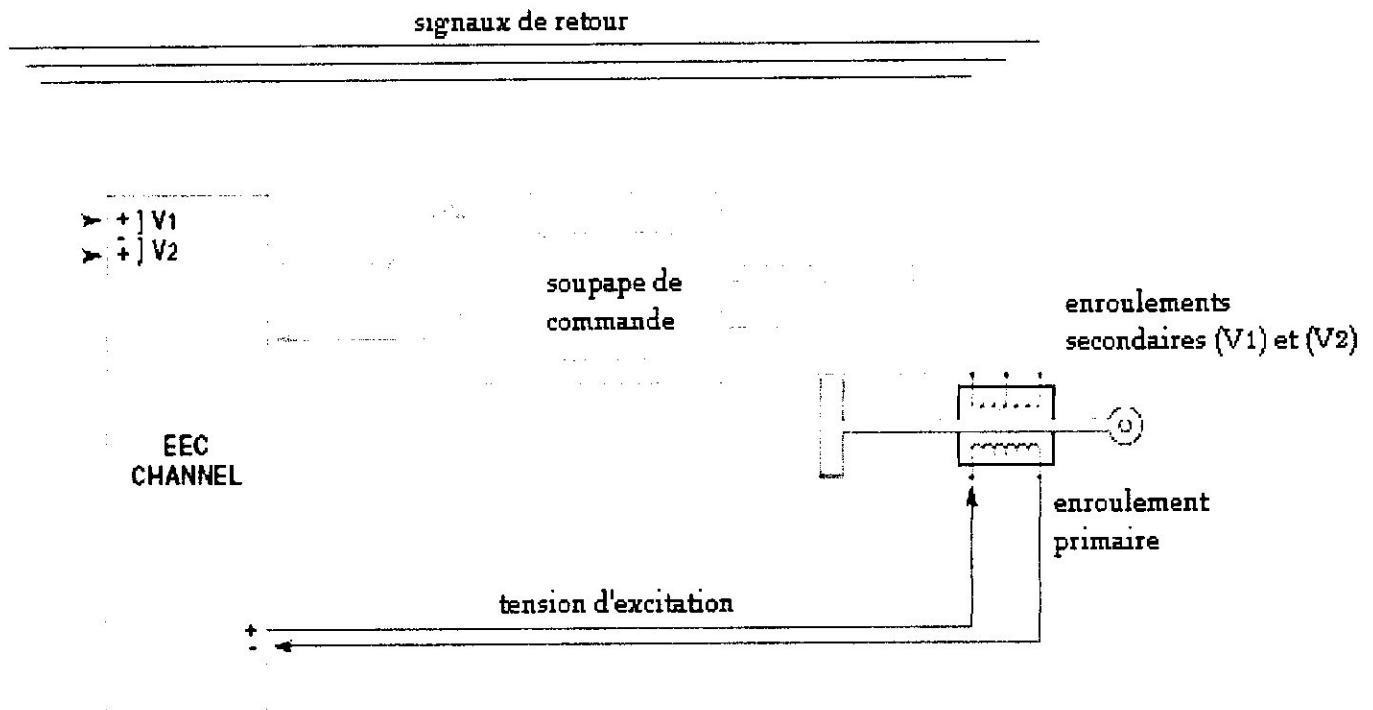 signaux de retour
+ ] V1
-
+ ] V2
soupape de
commande
enroulements
secondaires (V1) et (V2)
EEC
CHANNEL
enroulement
primaire
tension d'excitation
+
-